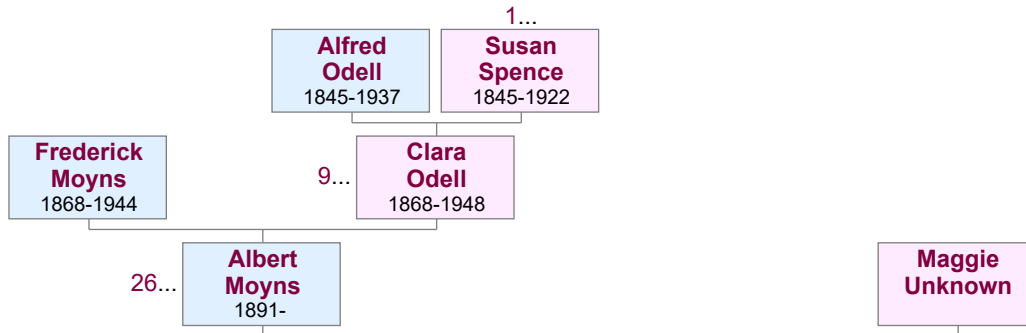 1...
Alfred
Odell
1845-1937
Susan
Spence
1845-1922
Frederick
Moyns
1868-1944
9...
Clara
Odell
1868-1948
26...
Albert
Moyns
1891-
Maggie
Unknown